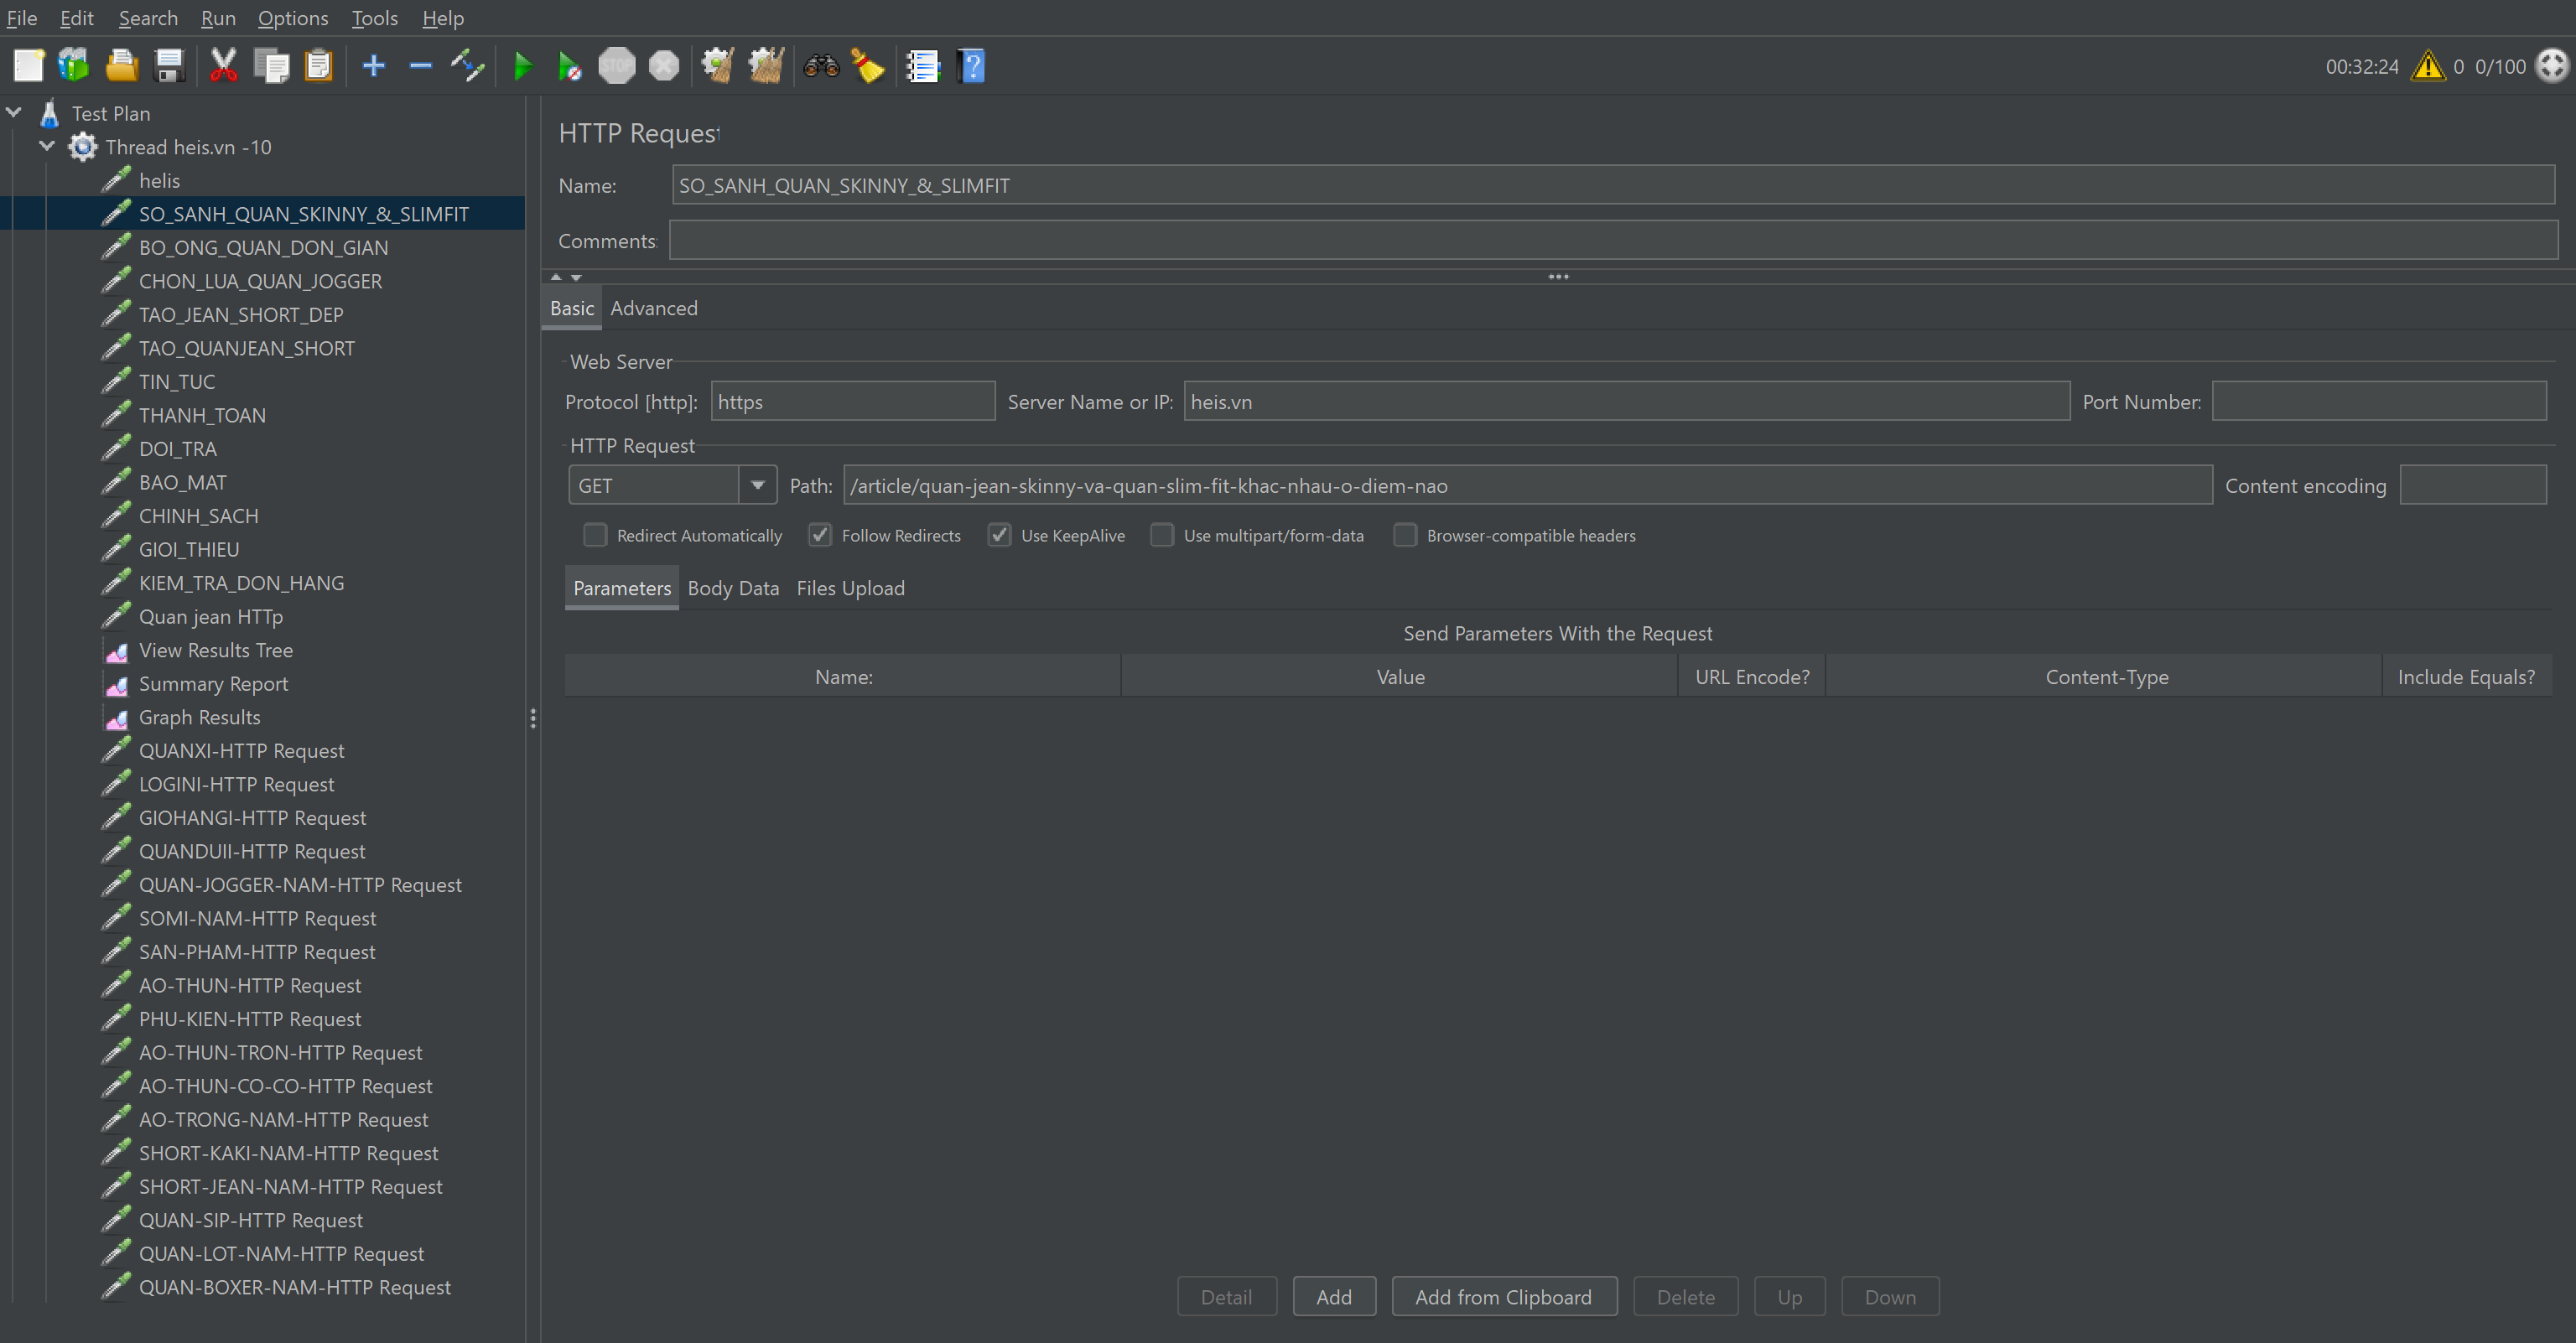 File Edit Search Run Options Tools Help
STOP
00:32:24 0 0/100
Test Plan
Thread heis.vn -10
helis
SO_SANH_QUAN_SKINNY_&_SLIMFIT
BO_ONG_QUAN_DON_GIAN
CHON_LUA_QUAN_JOGGER
TAO_JEAN_SHORT_DEP
TAO_QUANJEAN_SHORT
TIN_TUC
THANH_TOAN
DOI_TRA
BAO_MAT
CHINH_SACH
GIOI_THIEU
KIEM_TRA_DON_HANG
Quan jean HTTp
View Results Tree
Summary Report
Graph Results
QUANXI-HTTP Request
LOGINI-HTTP Request
GIOHANGI-HTTP Request
QUANDUII-HTTP Request
QUAN-JOGGER-NAM-HTTP Request
SOMI-NAM-HTTP Request
SAN-PHAM-HTTP Request
AO-THUN-HTTP Request
PHU-KIEN-HTTP Request
AO-THUN-TRON-HTTP Request
AO-THUN-CO-CO-HTTP Request
AO-TRONG-NAM-HTTP Request
SHORT-KAKI-NAM-HTTP Request
SHORT-JEAN-NAM-HTTP Request
QUAN-SIP-HTTP Request
QUAN-LOT-NAM-HTTP Request
QUAN-BOXER-NAM-HTTP Request
HTTP Request
Name: SO_SANH_QUAN_SKINNY_&_SLIMFIT
Comments:
Basic Advanced
Web Server
Protocol [http]: https Server Name or IP: heis.vn Port Number:
HTTP Request
GET Path: /article/quan-jean-skinny-va-quan-slim-fit-khac-nhau-o-diem-nao Content encoding
Redirect Automatically Follow Redirects Use KeepAlive Use multipart/form-data Browser-compatible headers
Parameters Body Data Files Upload
Send Parameters With the Request
Name: Value URL Encode? Content-Type Include Equals?
Detail Add Add from Clipboard Delete Up Down